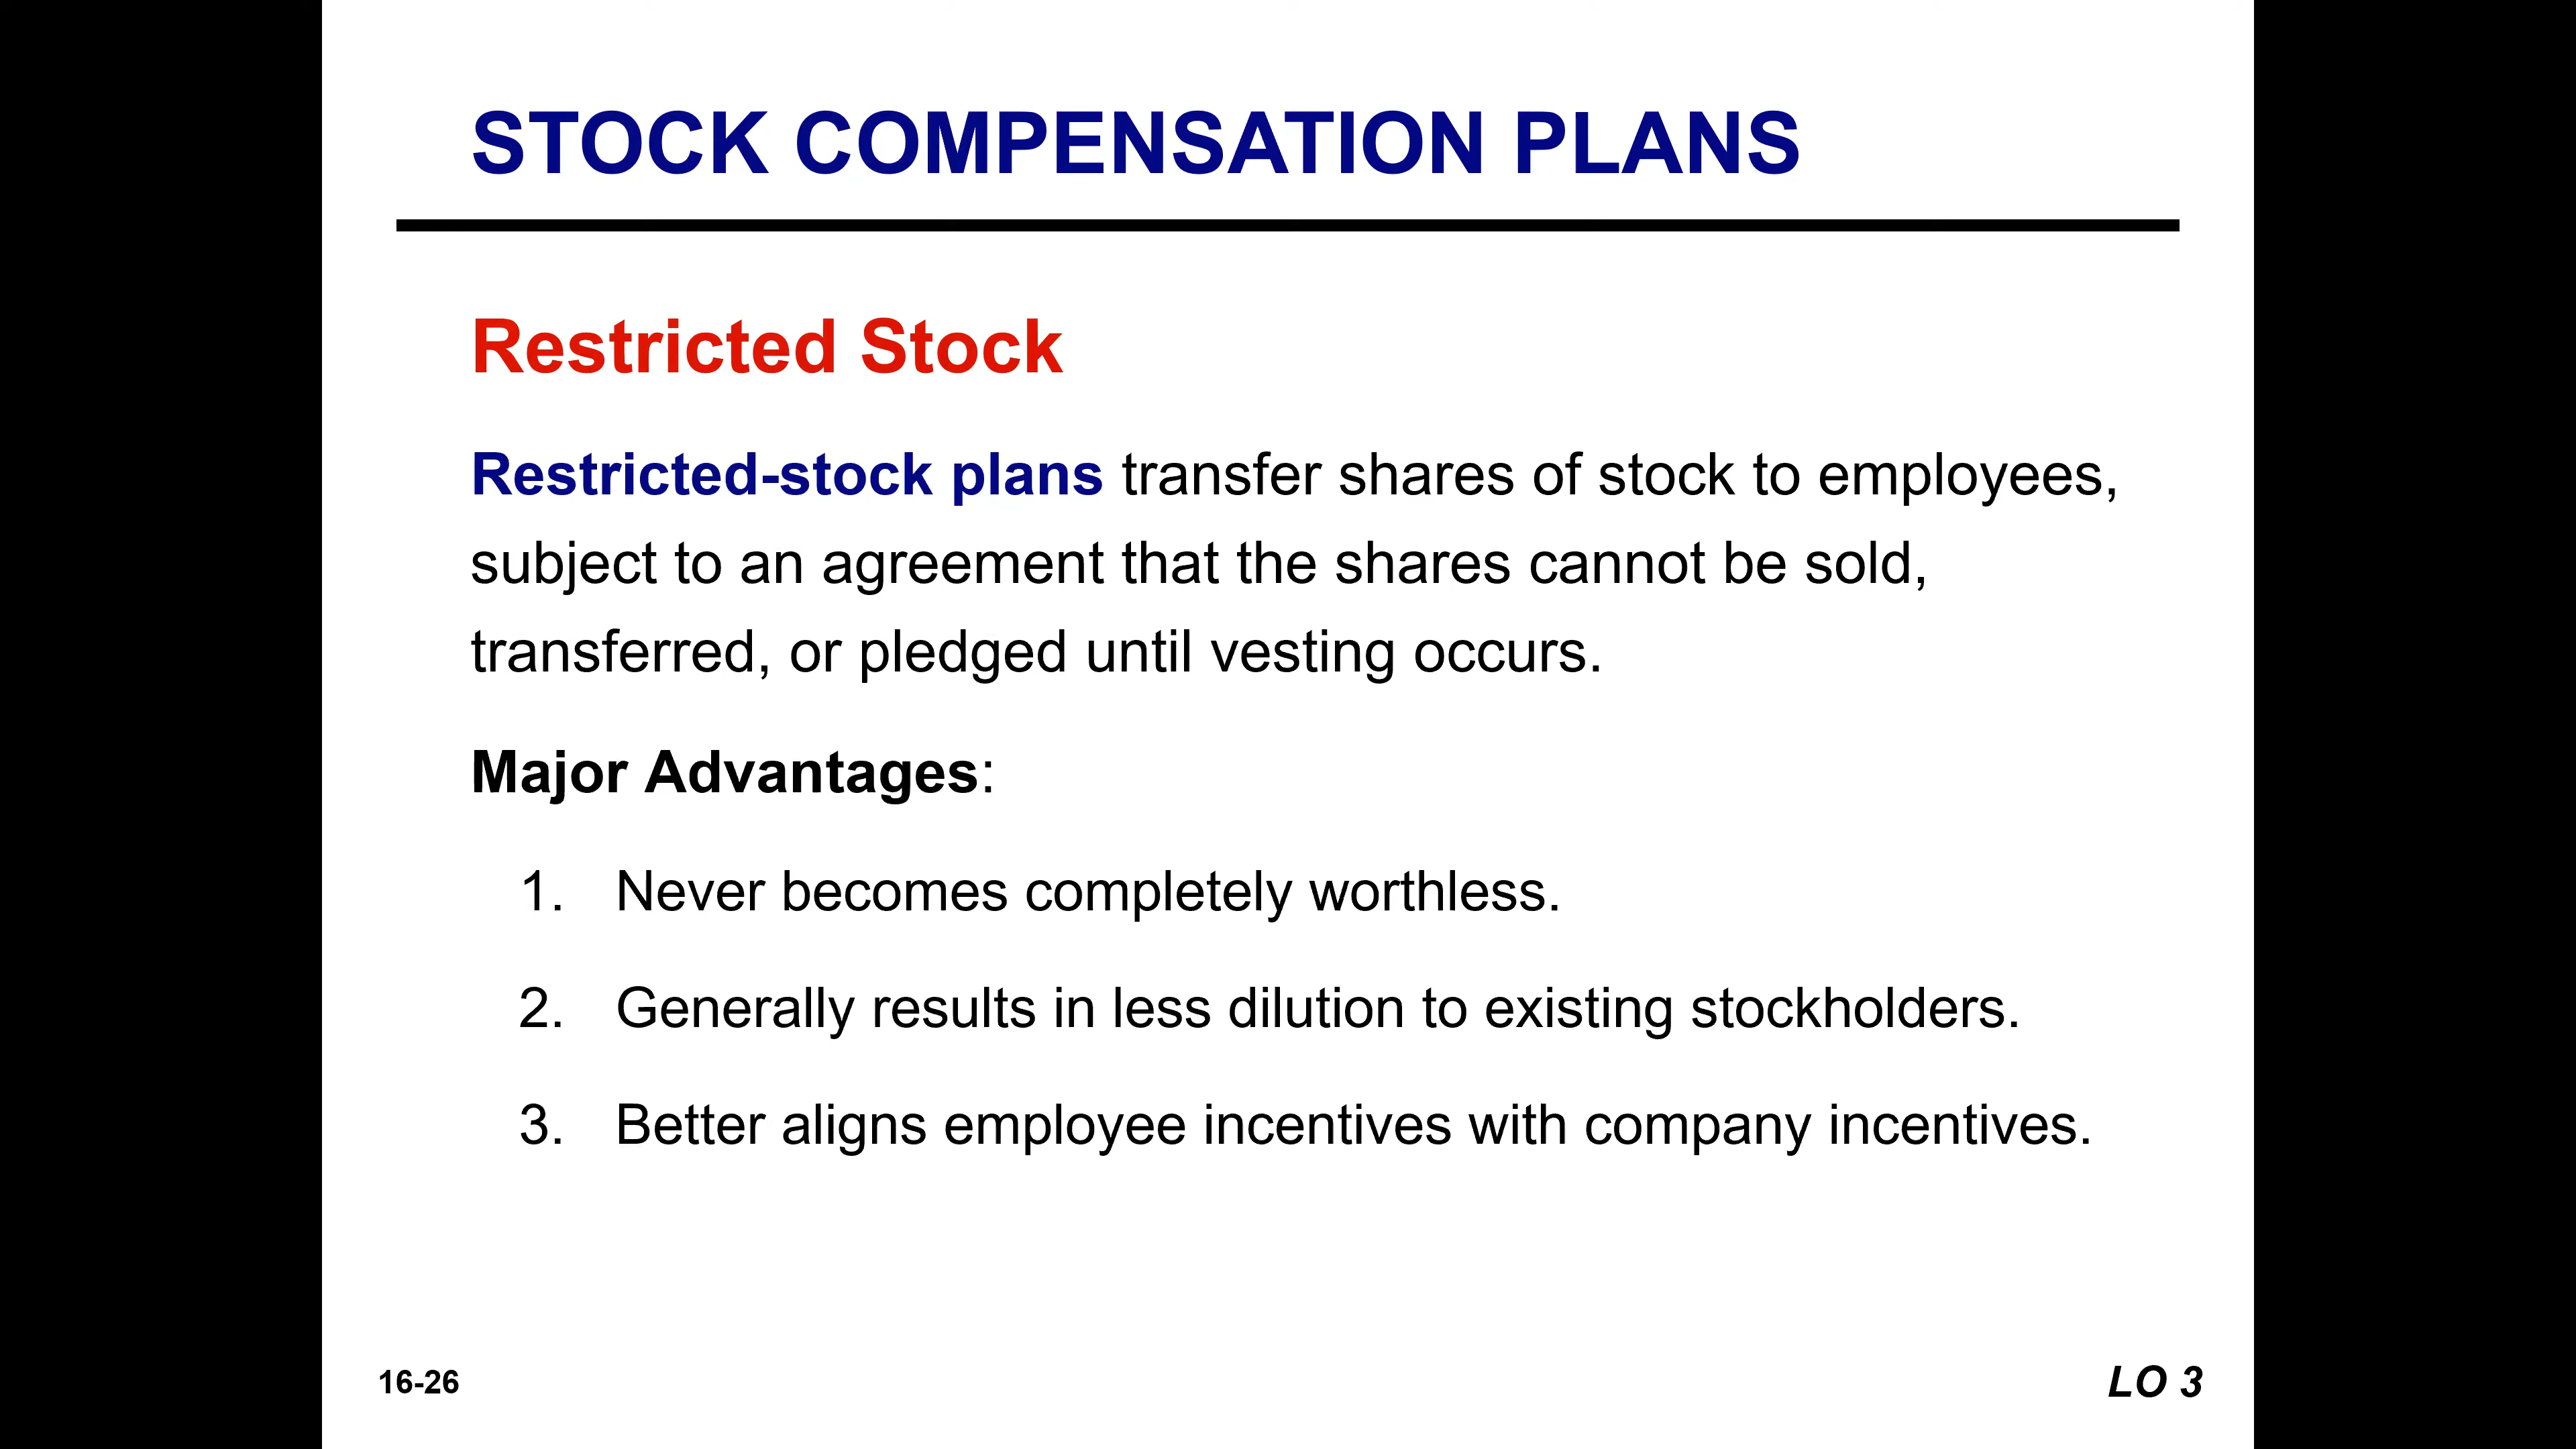 STOCK COMPENSATION PLANS
Restricted Stock
Restricted-stock plans transfer shares of stock to employees,
subject to an agreement that the shares cannot be sold,
transferred, or pledged until vesting occurs.
Major Advantages:
1. Never becomes completely worthless.
2. Generally results in less dilution to existing stockholders.
3. Better aligns employee incentives with company incentives.
16-26
LO 3